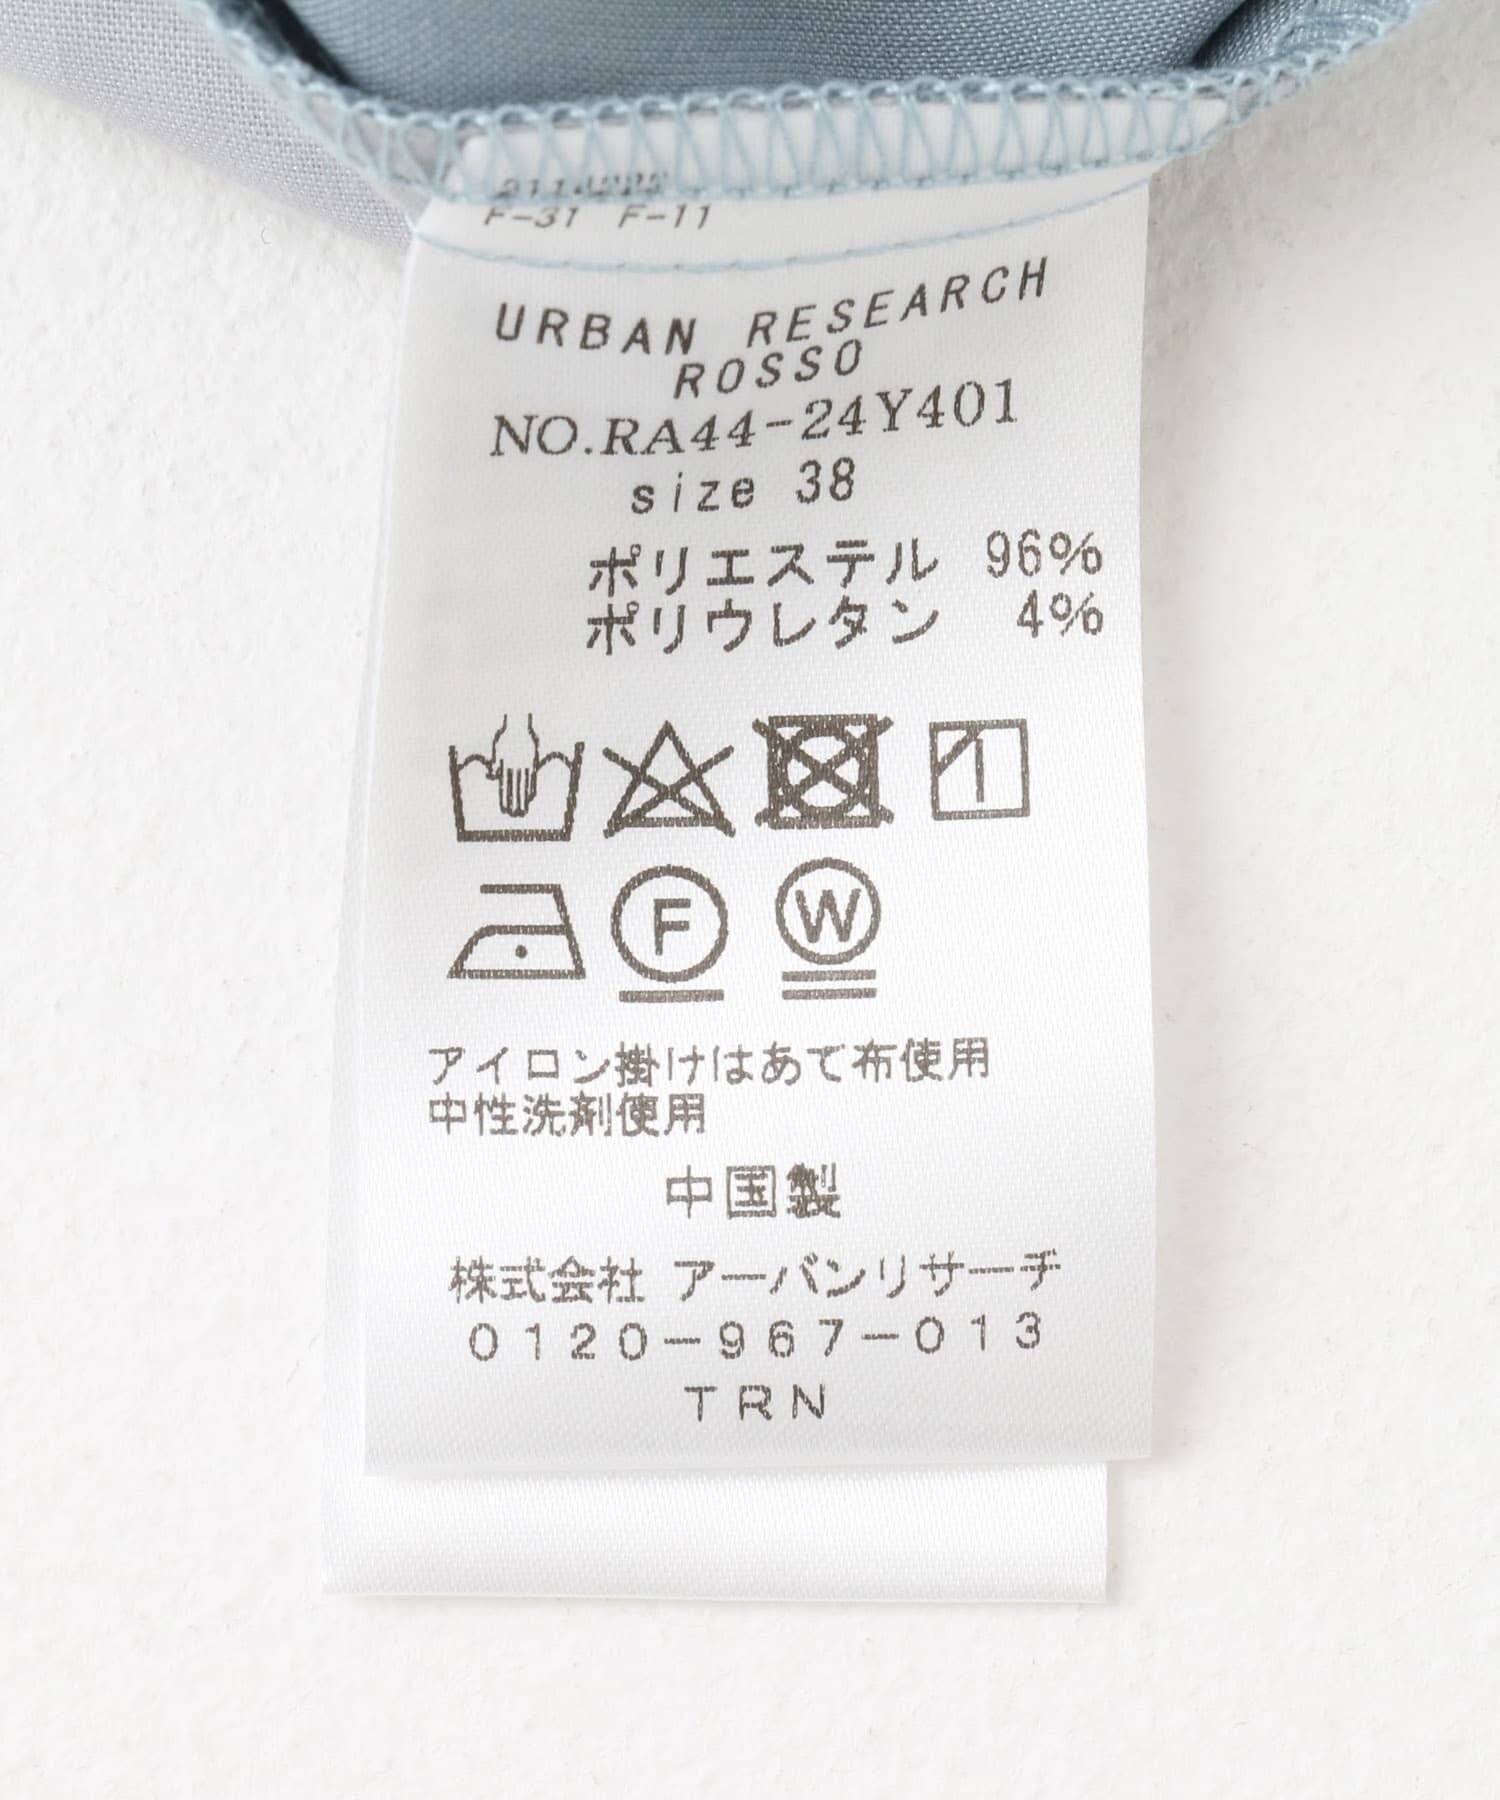 F-31 F-11
URBAN RESEARCH
ROSSO
NO.RA44-24Y401
size 38
ポリエステル 96%
ポリウレタン 4%
F
W
アイロン掛けはあて布使用
中性洗剤使用
中国製
株式会社 アーバンリサーチ
0120-967-013
TRN